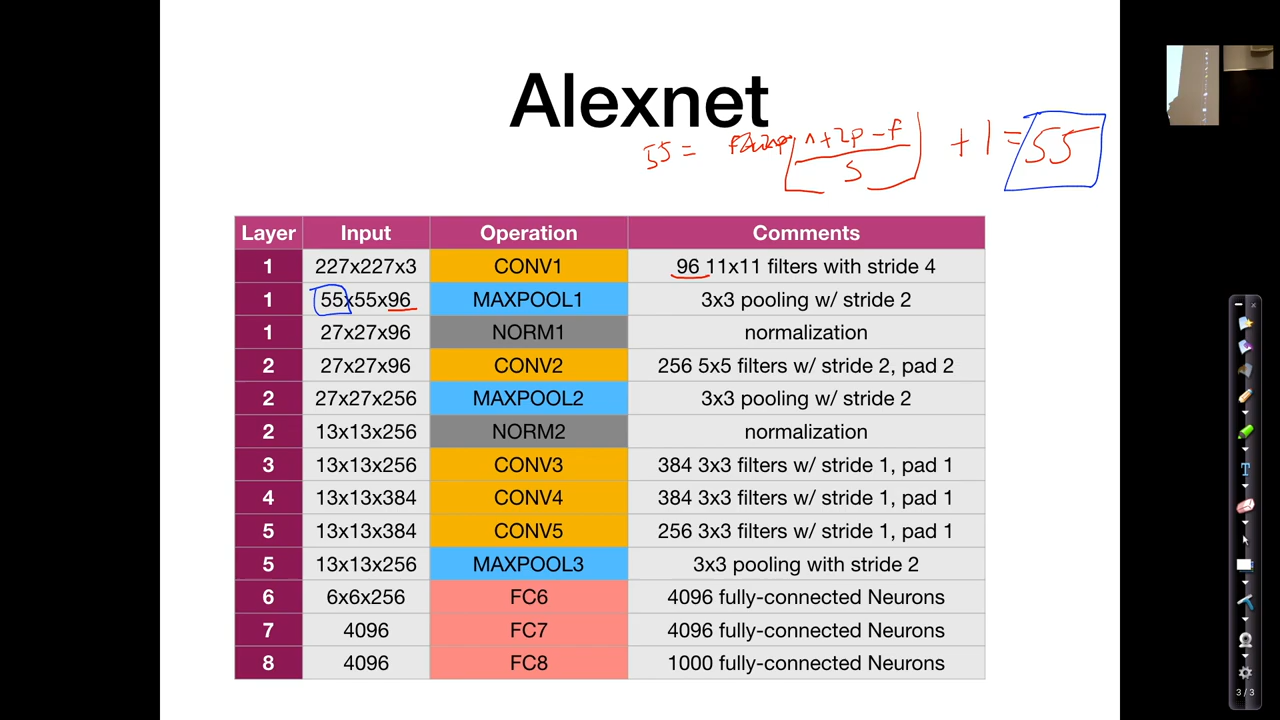 Alexnet
55 = n+2p-f
s
+ 1 = 55
Layer Input Operation Comments
1 227x227x3 CONV1 96 11x11 filters with stride 4
1 55x55x96 MAXPOOL1 3x3 pooling w/ stride 2
1 27x27x96 NORM1 normalization
2 27x27x96 CONV2 256 5x5 filters w/ stride 2, pad 2
2 27x27x256 MAXPOOL2 3x3 pooling w/ stride 2
2 13x13x256 NORM2 normalization
3 13x13x256 CONV3 384 3x3 filters w/ stride 1, pad 1
4 13x13x384 CONV4 384 3x3 filters w/ stride 1, pad 1
5 13x13x384 CONV5 256 3x3 filters w/ stride 1, pad 1
5 13x13x256 MAXPOOL3 3x3 pooling with stride 2
6 6x6x256 FC6 4096 fully-connected Neurons
7 4096 FC7 4096 fully-connected Neurons
8 4096 FC8 1000 fully-connected Neurons
T
3 / 3